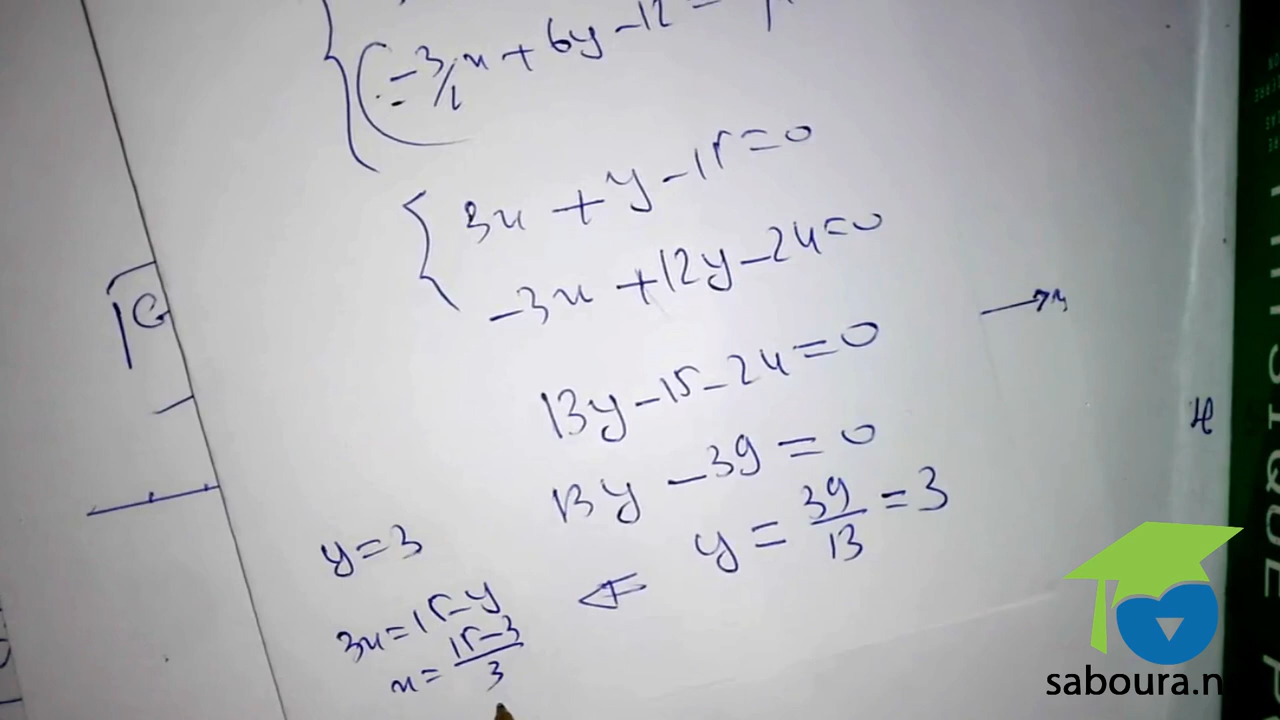 -3/2x + 6y - 12 =
3x + y - 15 = 0
-3x + 12y - 24 = 0
13y - 15 - 24 = 0
13y - 39 = 0
y = 39/13 = 3
y = 3
3x = 15 - y
x = 15 - 3 / 3
saboura.n